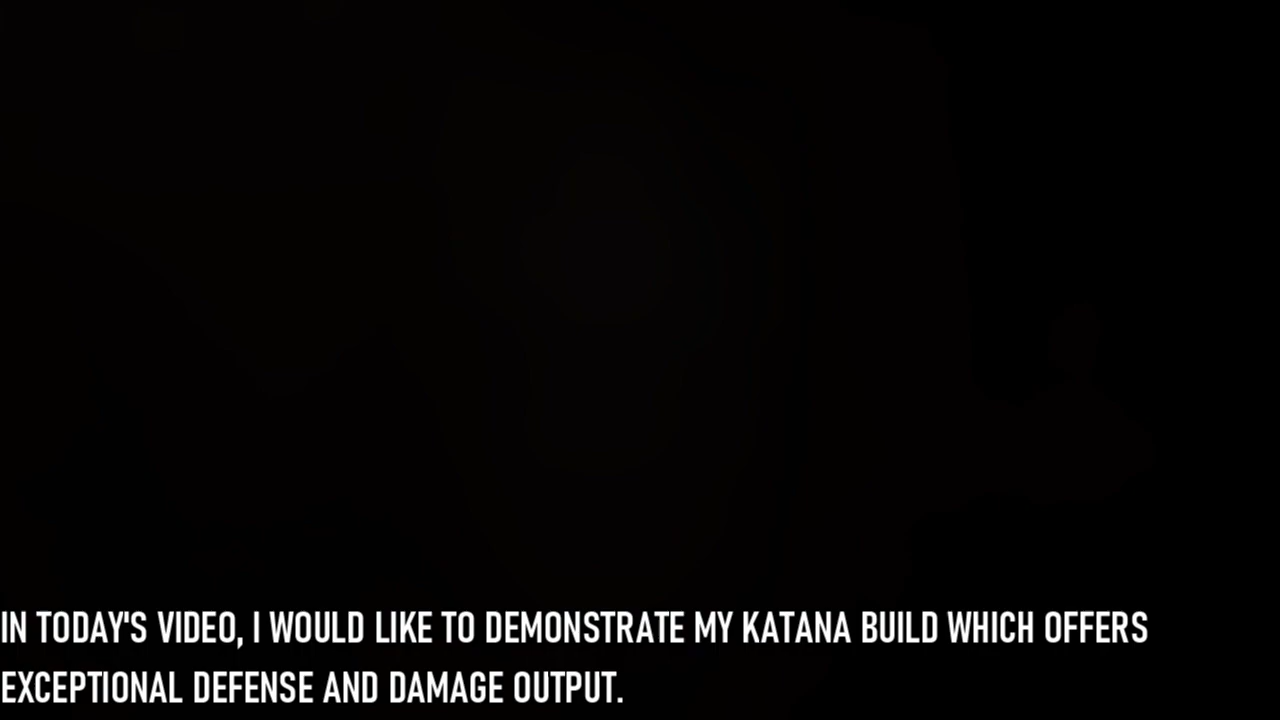 IN TODAY'S VIDEO, I WOULD LIKE TO DEMONSTRATE MY KATANA BUILD WHICH OFFERS
EXCEPTIONAL DEFENSE AND DAMAGE OUTPUT.